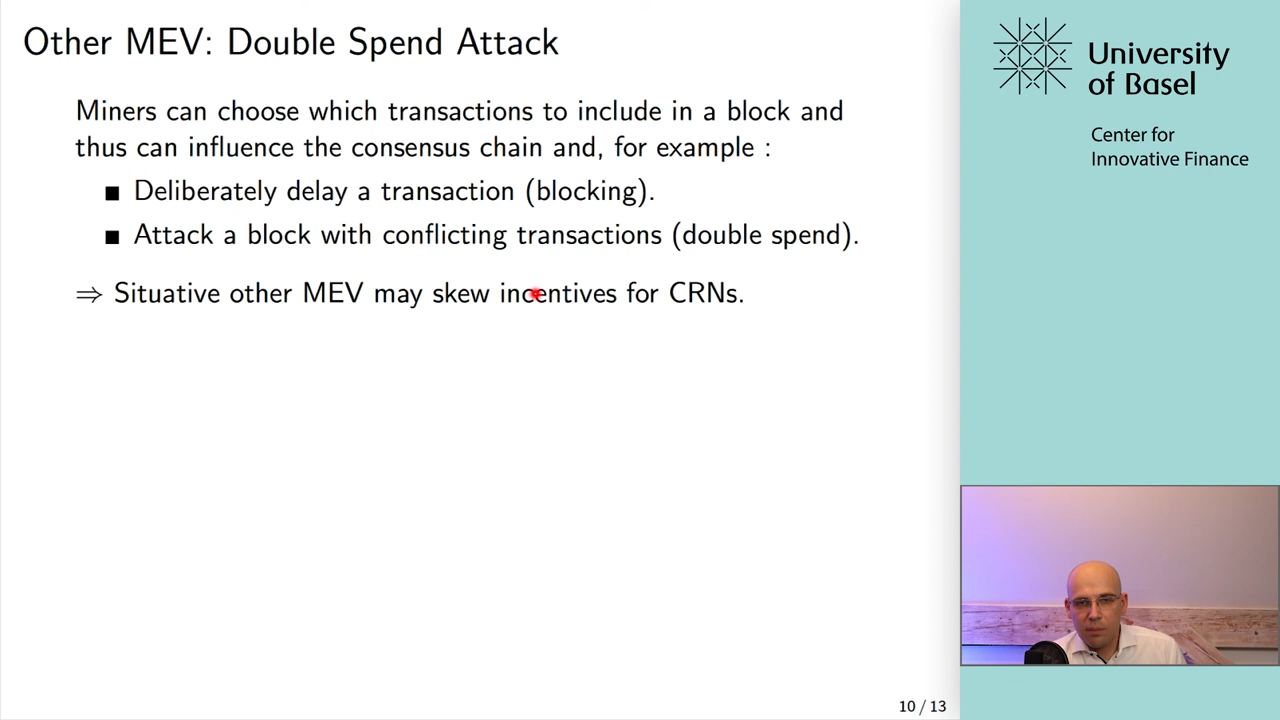 Other MEV: Double Spend Attack
Miners can choose which transactions to include in a block and
thus can influence the consensus chain and, for example :
■ Deliberately delay a transaction (blocking).
■ Attack a block with conflicting transactions (double spend).
⇒ Situative other MEV may skew incentives for CRNs.
10 / 13
University
of Basel
Center for
Innovative Finance